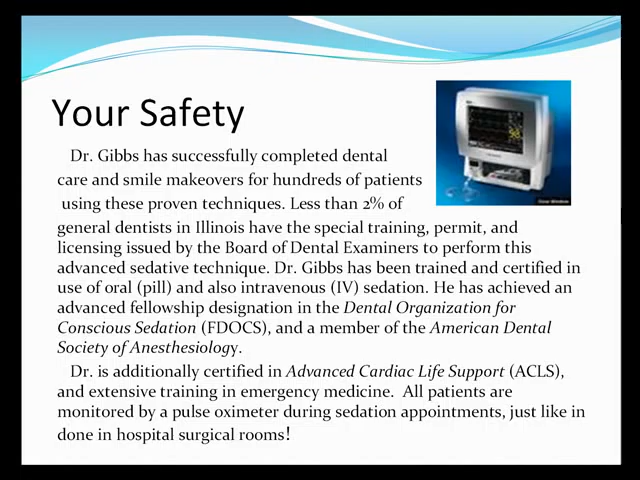 Your Safety
Dr. Gibbs has successfully completed dental
care and smile makeovers for hundreds of patients
using these proven techniques. Less than 2% of
general dentists in Illinois have the special training, permit, and
licensing issued by the Board of Dental Examiners to perform this
advanced sedative technique. Dr. Gibbs has been trained and certified in
use of oral (pill) and also intravenous (IV) sedation. He has achieved an
advanced fellowship designation in the Dental Organization for
Conscious Sedation (FDOCS), and a member of the American Dental
Society of Anesthesiology.
Dr. is additionally certified in Advanced Cardiac Life Support (ACLS),
and extensive training in emergency medicine. All patients are
monitored by a pulse oximeter during sedation appointments, just like in
done in hospital surgical rooms!